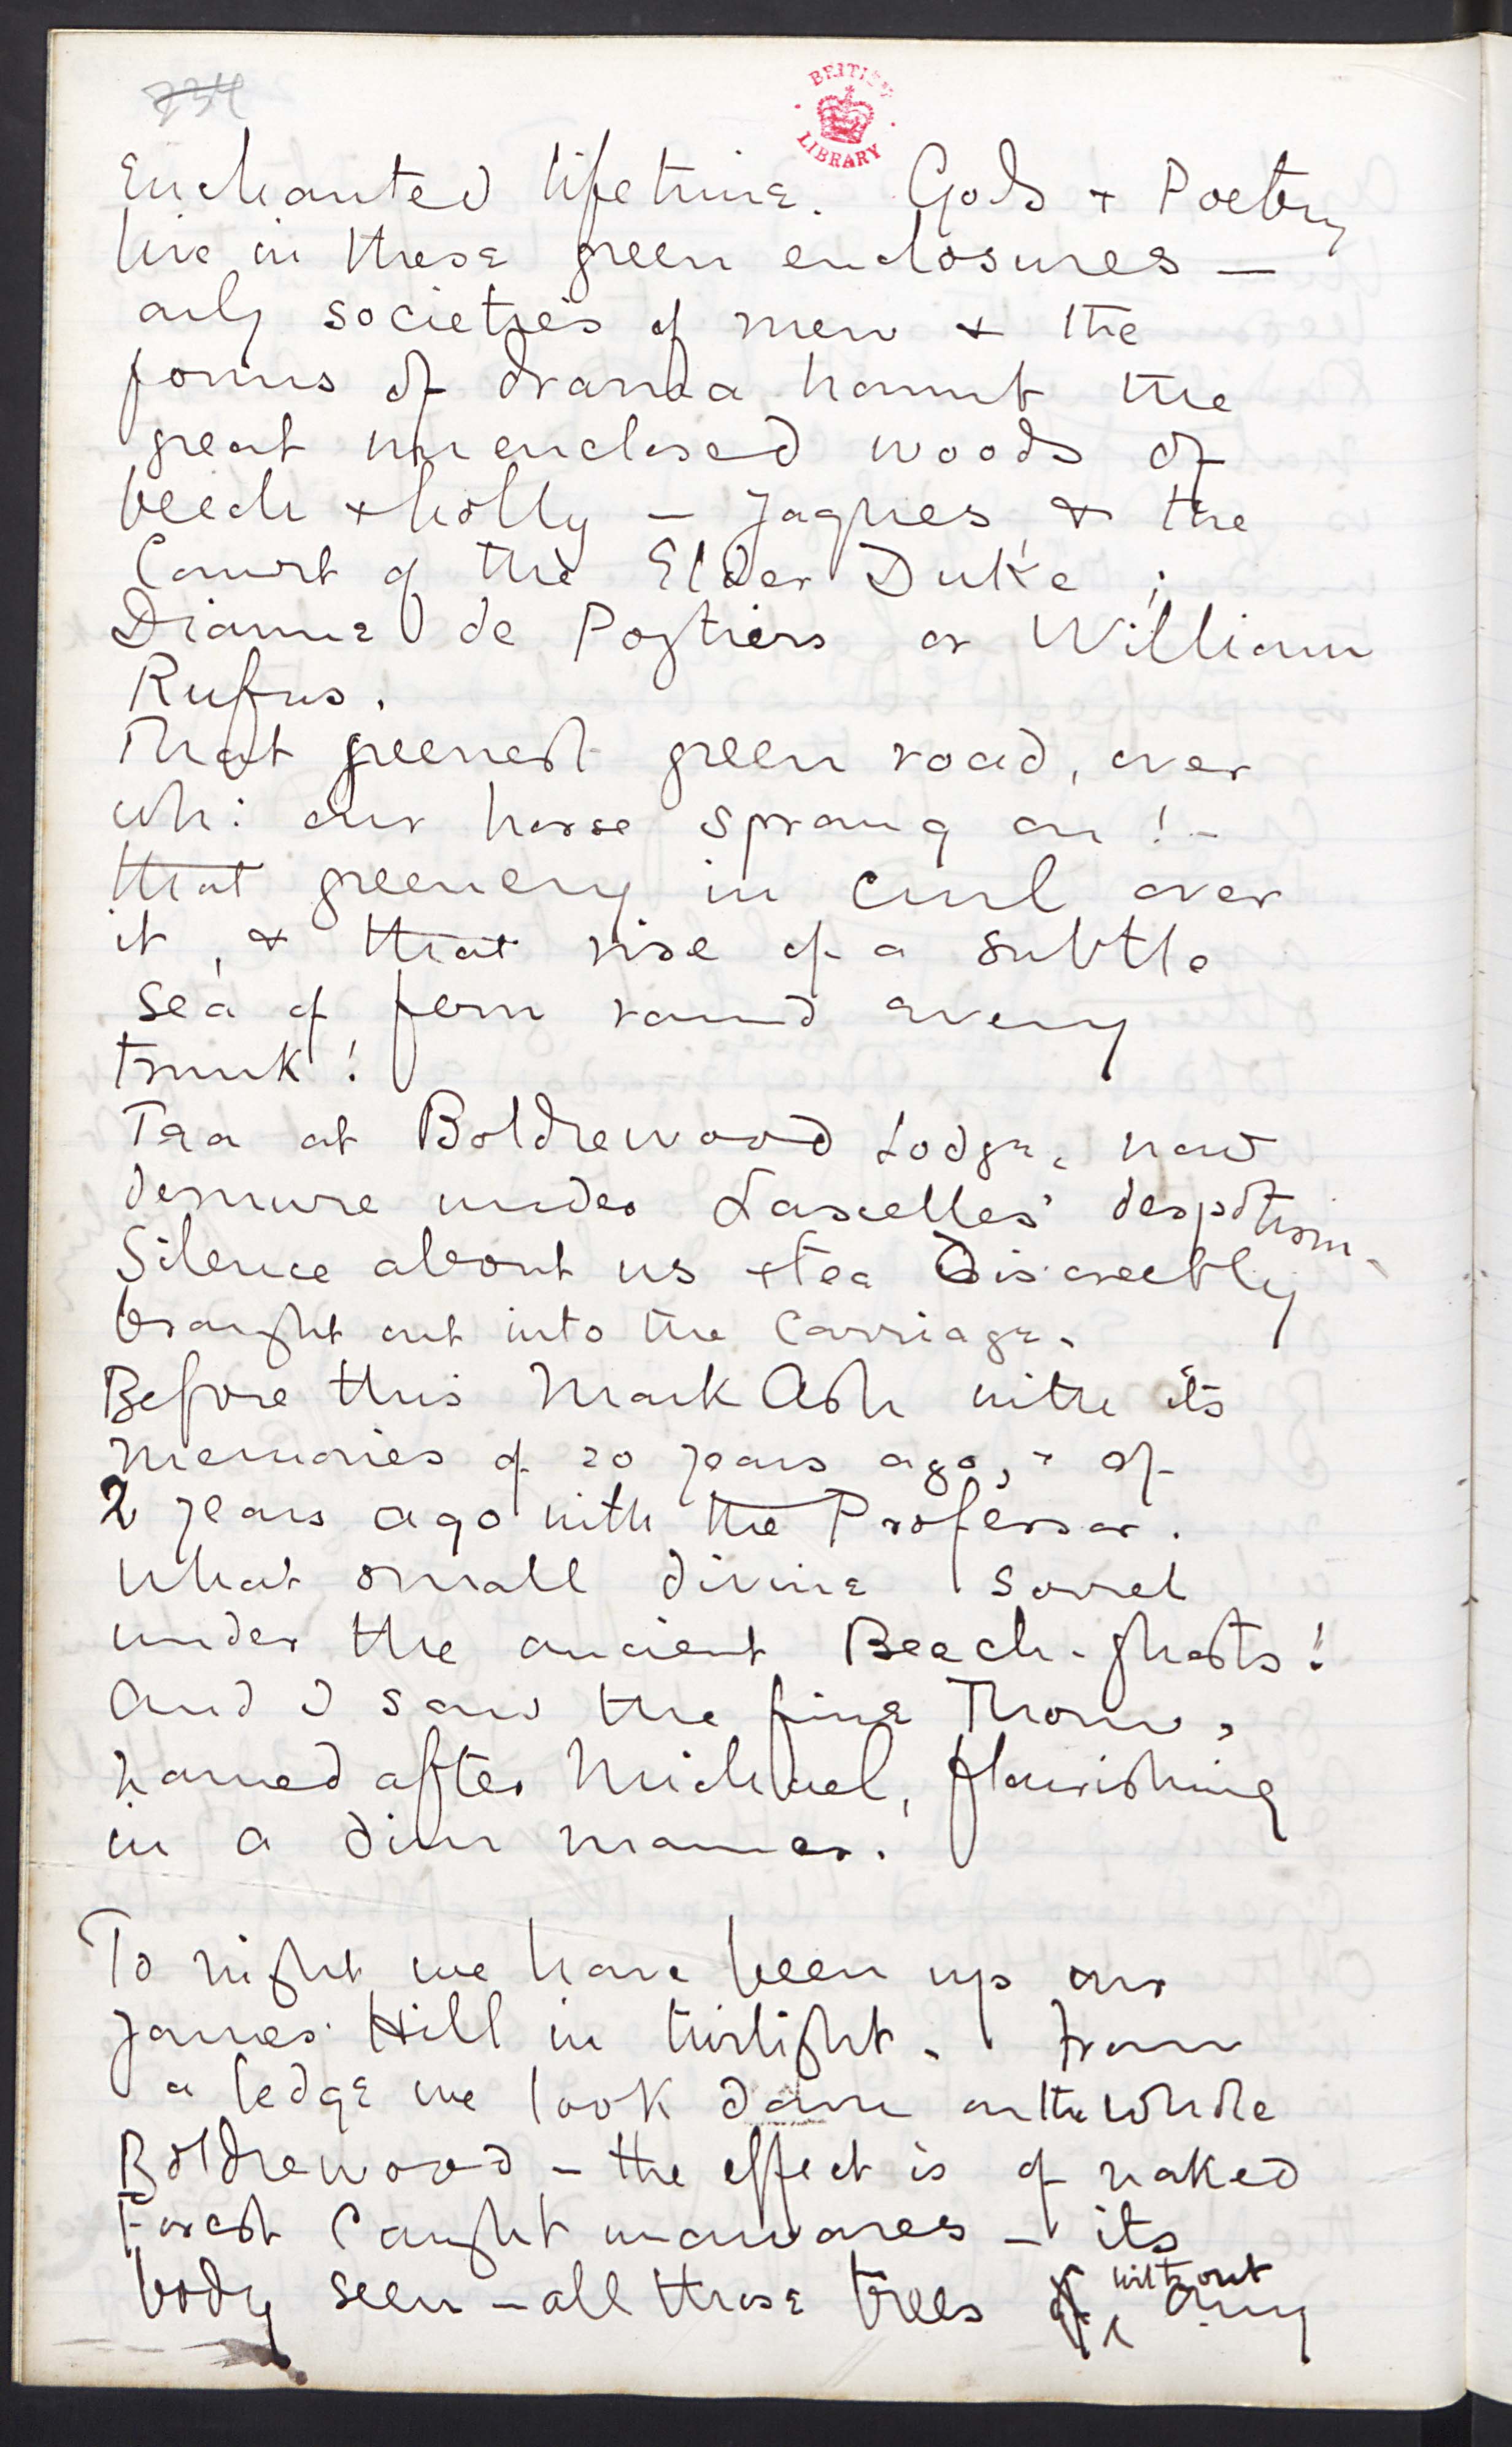 734
BRITISH
LIBRARY
Enchanted lifetime. Gods + Poetry
live in these green enclosures —
only societies of men + the
forms of drama haunt the
great unenclosed woods of
beech + holly — Jaques, + the
Court of the Elder Duke;
Dianne de Poytiers or William
Rufus.
That greenest green road, over
wh: our horse sprang on! -
that greenery in curl over
it, + that rise of a subtle
sea of fern round every
trunk!
Tea at Boldrewood Lodge, now
demure under Lascelles' despotism -
Silence about us + tea discreetly
brought out into the carriage.
Before this Mark Ash with its
memories of 20 years ago, + of
2 years ago with the Professor.
What small divine sorrel
under the ancient Beech-ghosts!
And I saw the fine Thorn,
named after Michael, flourishing
in a dim manner.
To night we have been up our
James' Hill in twilight. From
a ledge we look down on the whole
Boldrewood - the effect is of naked
Forest caught unawares - its
body seen - all these trees without any